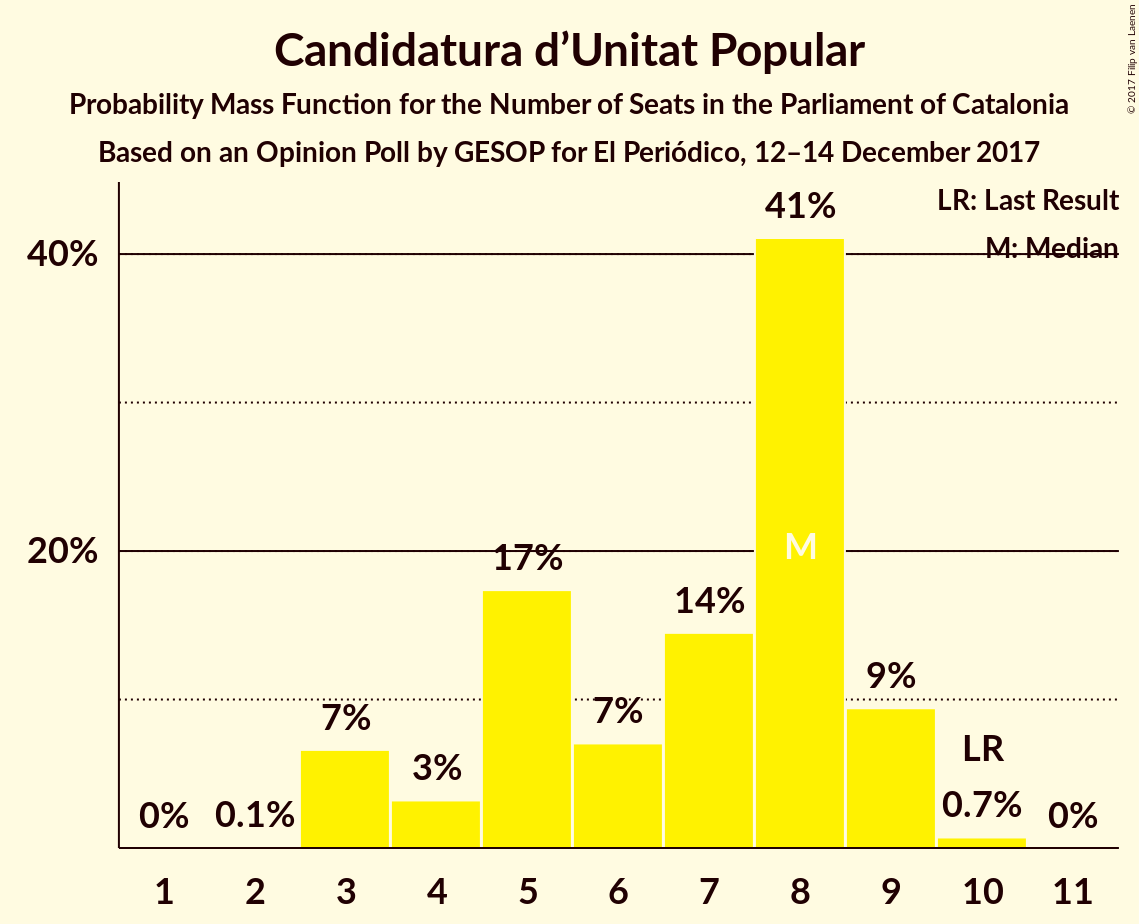 Candidatura d’Unitat Popular
Probability Mass Function for the Number of Seats in the Parliament of Catalonia
Based on an Opinion Poll by GESOP for El Periódico, 12–14 December 2017
© 2017 Filip van Laenen
LR: Last Result
M: Median
40%
20%
0%
0.1%
7%
3%
17%
7%
14%
41%
M
9%
LR
0.7%
0%
1 2 3 4 5 6 7 8 9 10 11